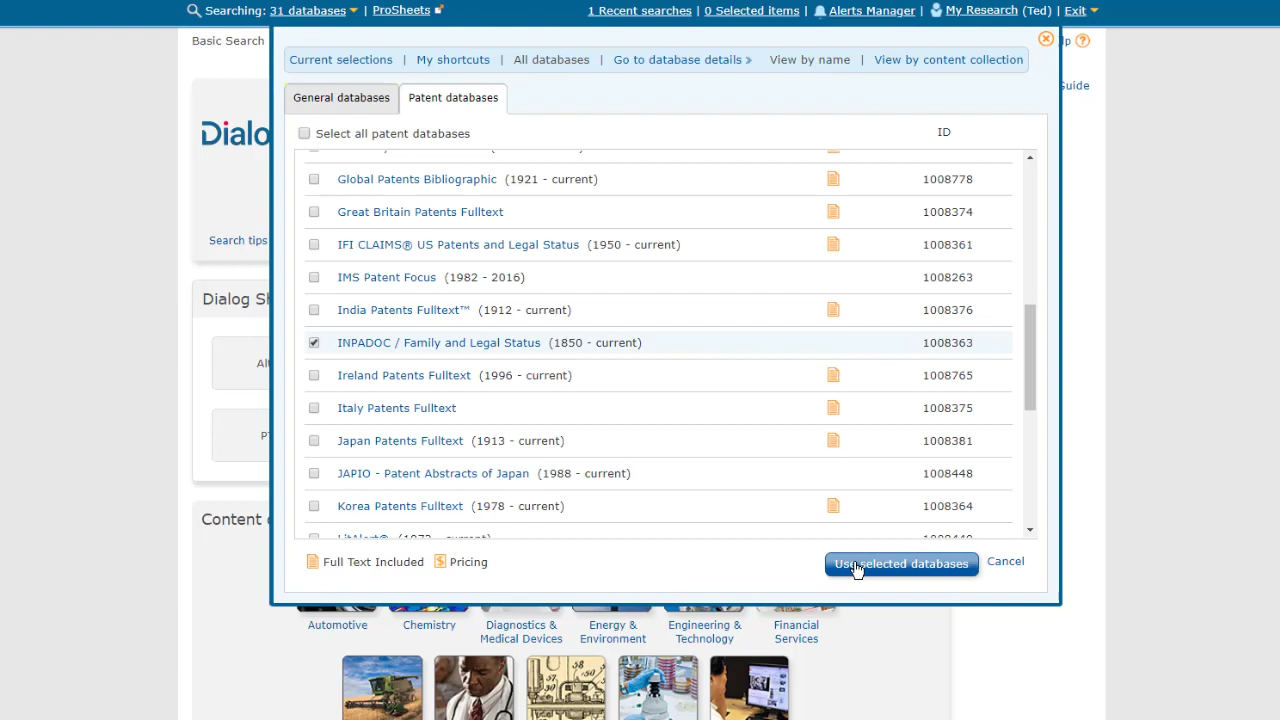 Searching: 31 databases ProSheets 1 Recent searches 0 Selected items Alerts Manager My Research (Ted) Exit
Basic Search
Current selections | My shortcuts | All databases | Go to database details » View by name | View by content collection
General databases Patent databases
Guide
Select all patent databases ID
Dialo
Global Patents Bibliographic (1921 - current) 1008778
Great Britain Patents Fulltext 1008374
Search tips
IFI CLAIMS® US Patents and Legal Status (1950 - current) 1008361
IMS Patent Focus (1982 - 2016) 1008263
Dialog Sh
India Patents Fulltext™ (1912 - current) 1008376
INPADOC / Family and Legal Status (1850 - current) 1008363
Ireland Patents Fulltext (1996 - current) 1008765
Italy Patents Fulltext 1008375
Japan Patents Fulltext (1913 - current) 1008381
JAPIO - Patent Abstracts of Japan (1988 - current) 1008448
Korea Patents Fulltext (1978 - current) 1008364
Content
Full Text Included Pricing Use selected databases Cancel
Automotive Chemistry Diagnostics & Medical Devices Energy & Environment Engineering & Technology Financial Services